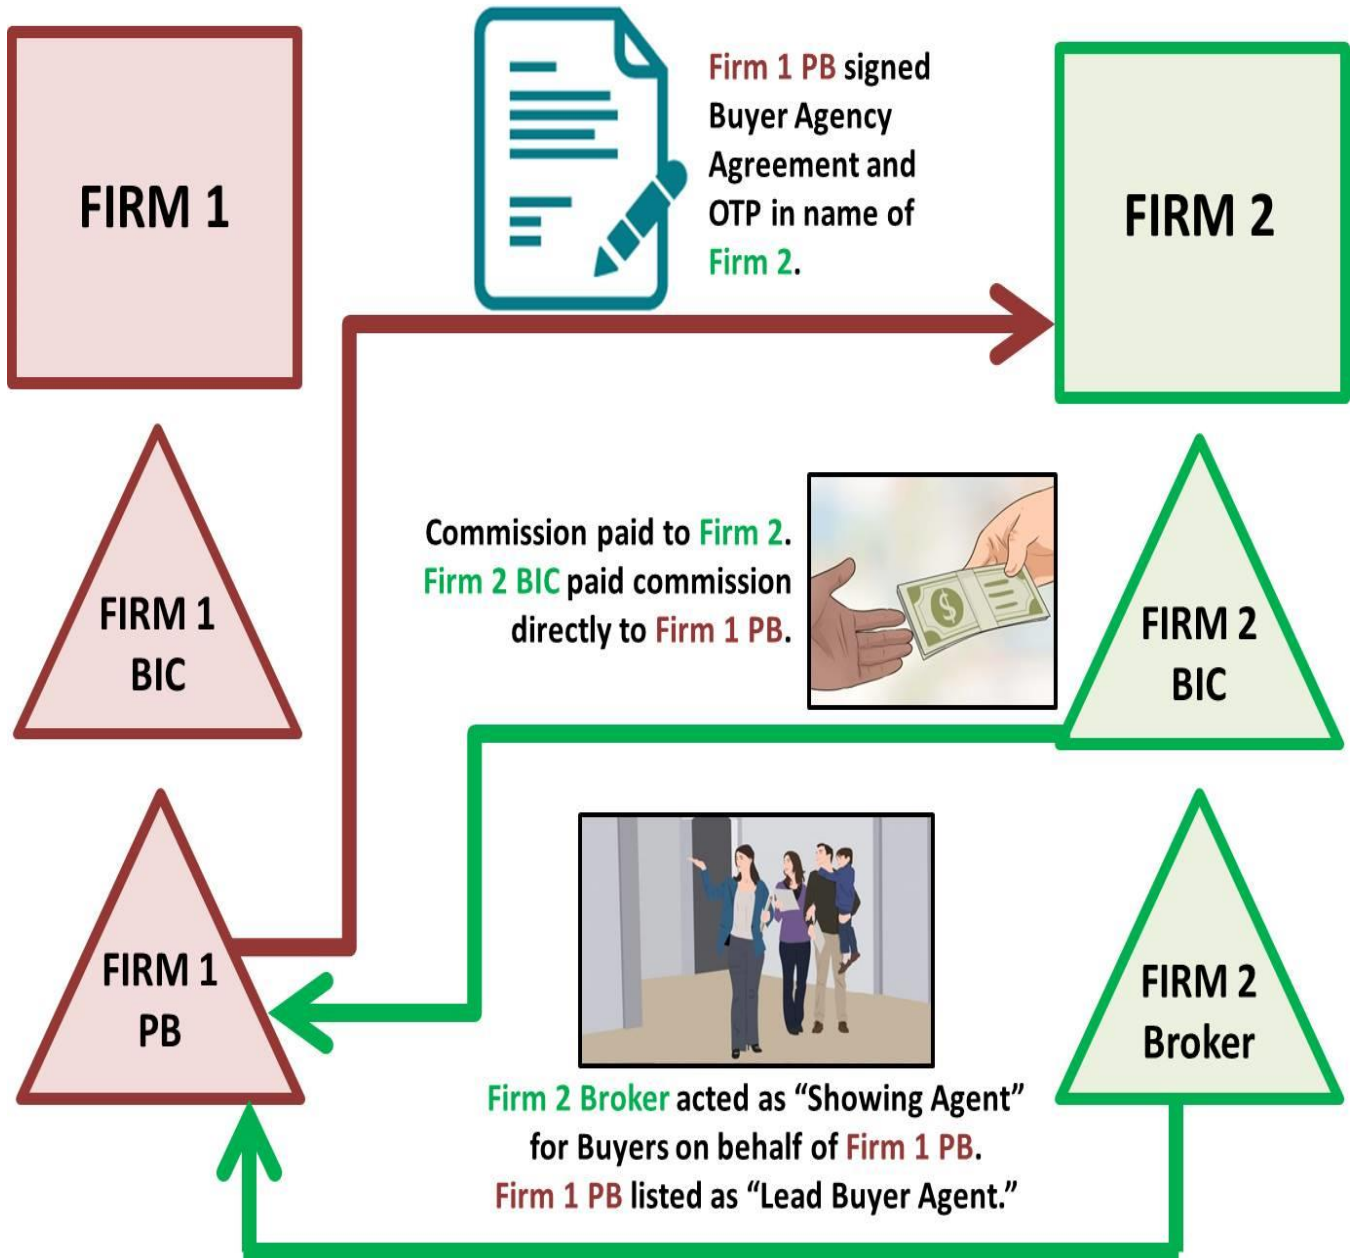 FIRM 1
Firm 1 PB signed
Buyer Agency
Agreement and
OTP in name of
Firm 2.
FIRM 2
FIRM 1
BIC
Commission paid to Firm 2.
Firm 2 BIC paid commission
directly to Firm 1 PB.
$
FIRM 2
BIC
FIRM 1
PB
FIRM 2
Broker
Firm 2 Broker acted as “Showing Agent”
for Buyers on behalf of Firm 1 PB.
Firm 1 PB listed as “Lead Buyer Agent.”